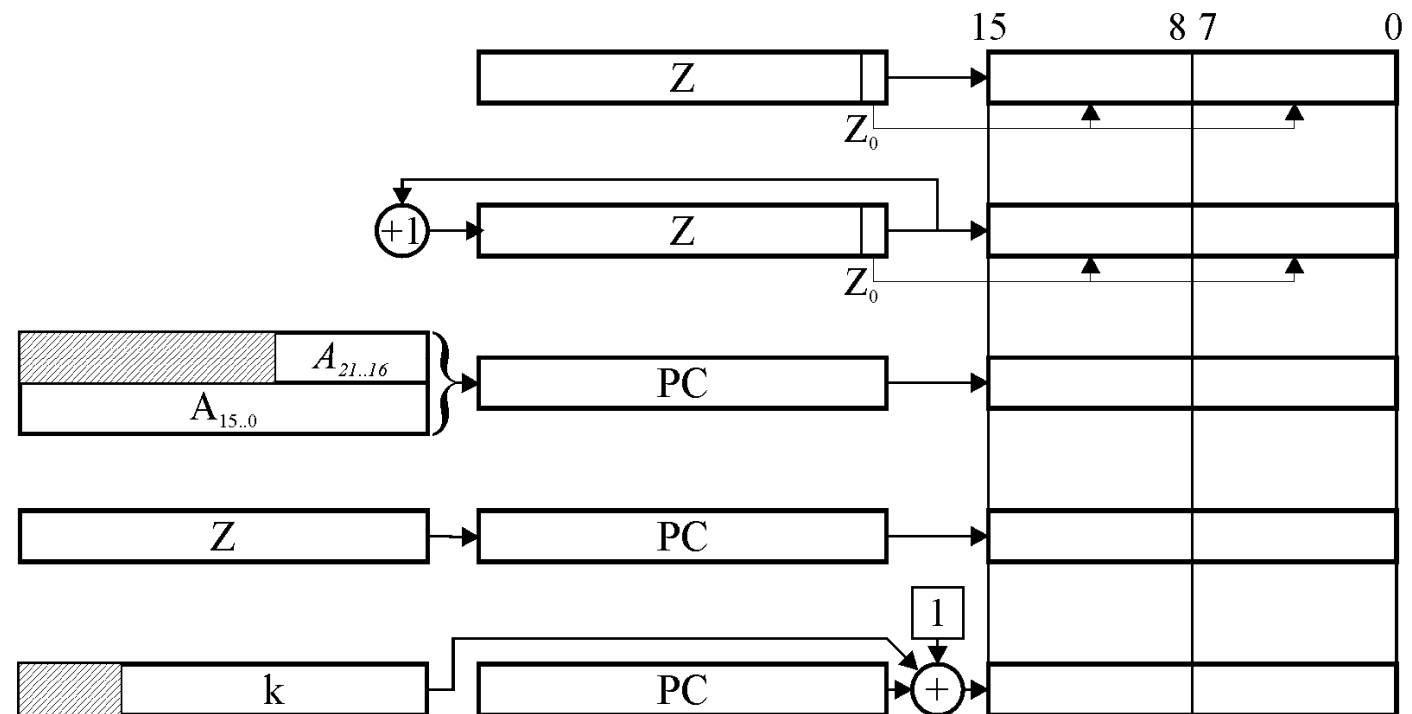 15 8 7 0
Z
Z₀
+1 Z
Z₀
A₂₁..₁₆
PC
A₁₅..₀
Z PC
1
k PC +